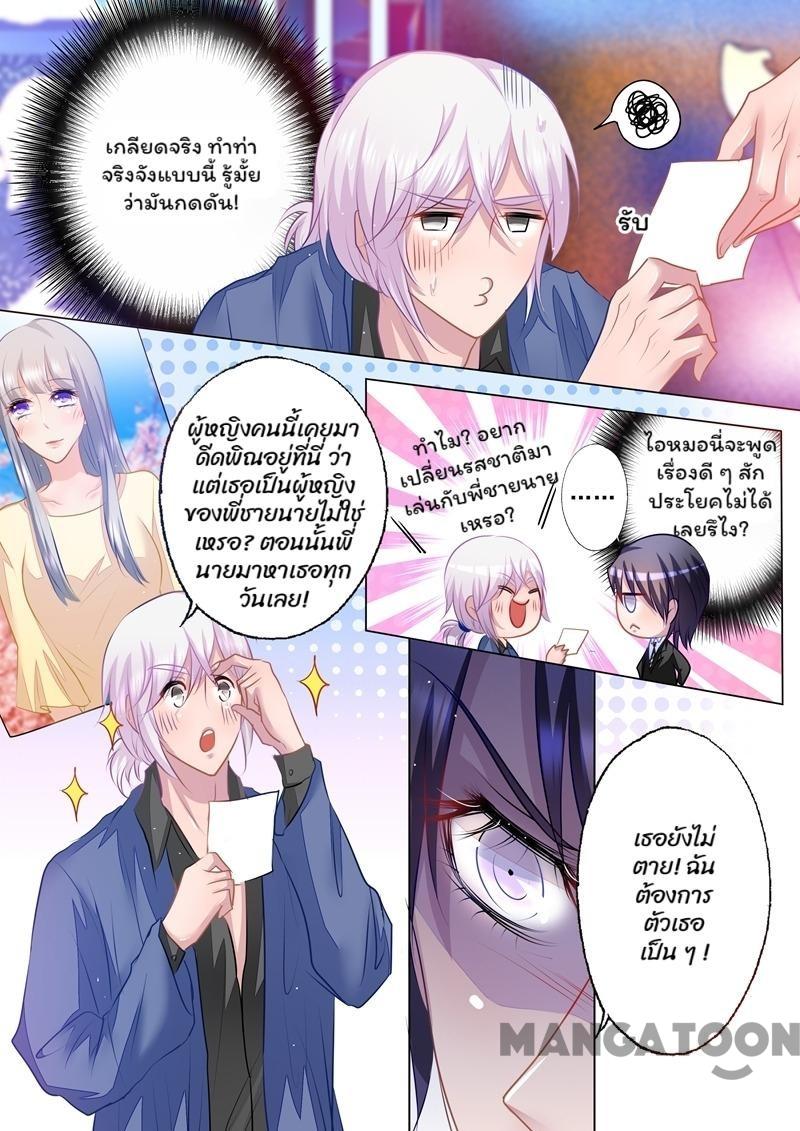 เกลียดจริง ทำท่า
จริงจังแบบนี้ รู้มั้ย
ว่ามันกดดัน!
รับ
ผู้หญิงคนนี้เคยมา
ดีดพิณอยู่ที่นี่ ว่า
แต่เธอเป็นผู้หญิง
ของพี่ชายนายไม่ใช่
เหรอ? ตอนนั้นพี่
นายมาหาเธอทุก
วันเลย!
ทำไม? อยาก
เปลี่ยนรสชาติมา
เล่นกับพี่ชายนาย
เหรอ?
......
ไอหมอนี่จะพูด
เรื่องดี ๆ สัก
ประโยคไม่ได้
เลยรึไง?
เธอยังไม่
ตาย! ฉัน
ต้องการ
ตัวเธอ
เป็น ๆ !
MANGATOON